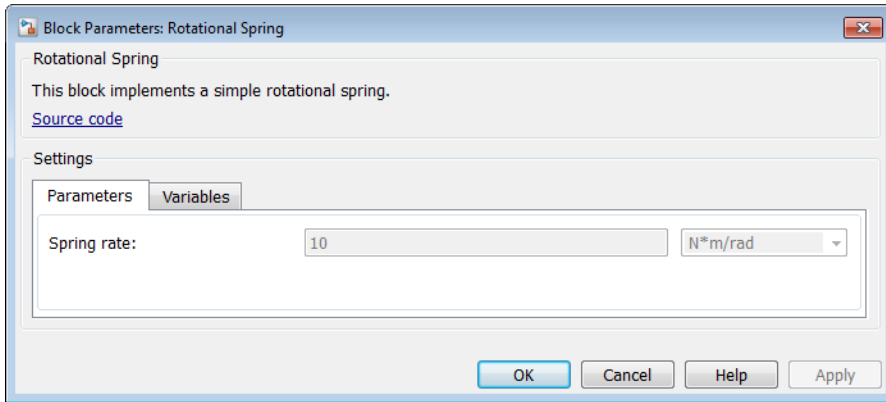 Block Parameters: Rotational Spring
Rotational Spring
This block implements a simple rotational spring.
Source code
Settings
Parameters Variables
Spring rate: 10 N*m/rad
OK Cancel Help Apply